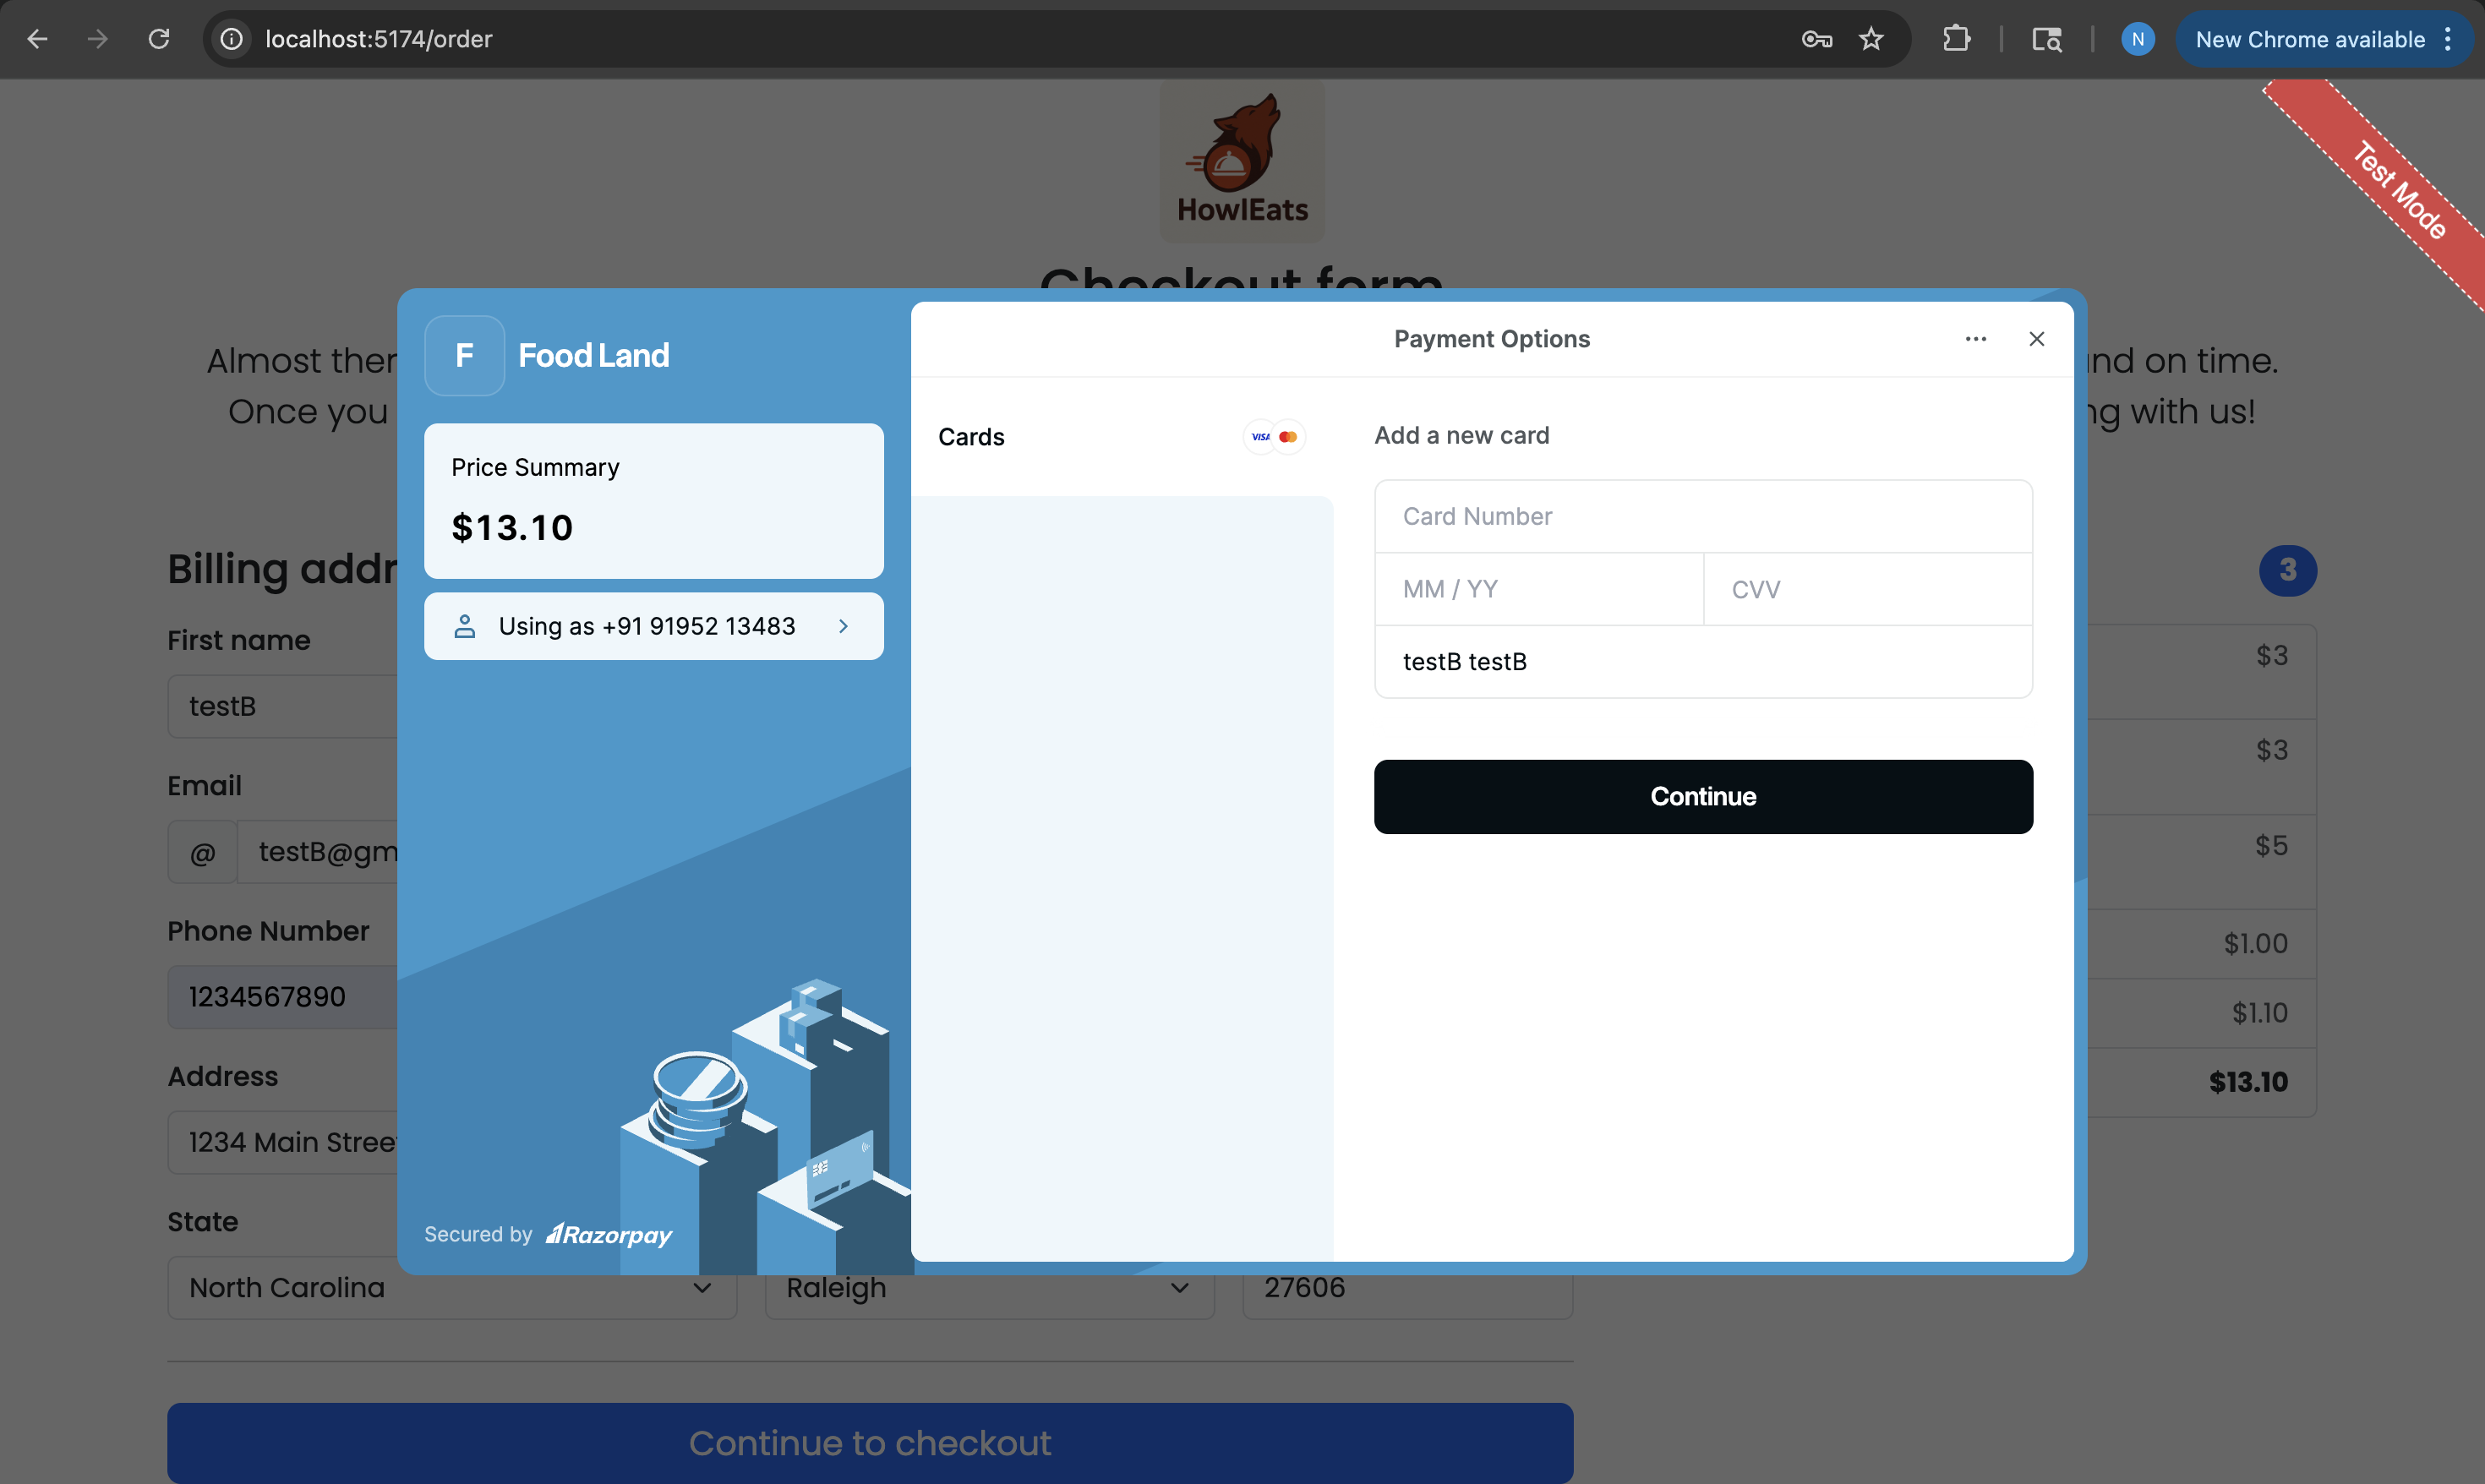 localhost:5174/order
N
New Chrome available
HowlEats
Test Mode
Checkout form
Almost ther
nd on time.
Once you
ng with us!
F
Food Land
Price Summary
$13.10
Using as +91 91952 13483
Secured by Razorpay
Payment Options
Cards
VISA
Add a new card
Card Number
MM / YY
CVV
testB testB
Continue
Billing addr
3
First name
testB
$3
$3
Email
@
testB@gm
$5
Phone Number
1234567890
$1.00
$1.10
Address
1234 Main Stree
$13.10
State
North Carolina
Raleigh
27606
Continue to checkout